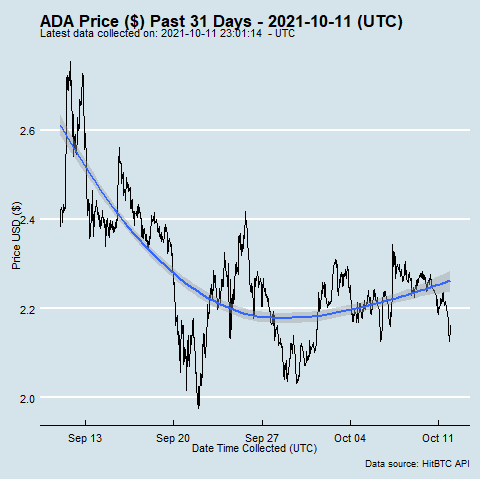 ADA Price ($) Past 31 Days - 2021-10-11 (UTC)
Latest data collected on: 2021-10-11 23:01:14 - UTC
Price USD ($)
2.6
2.4
2.2
2.0
Sep 13
Sep 20
Sep 27
Oct 04
Oct 11
Date Time Collected (UTC)
Data source: HitBTC API